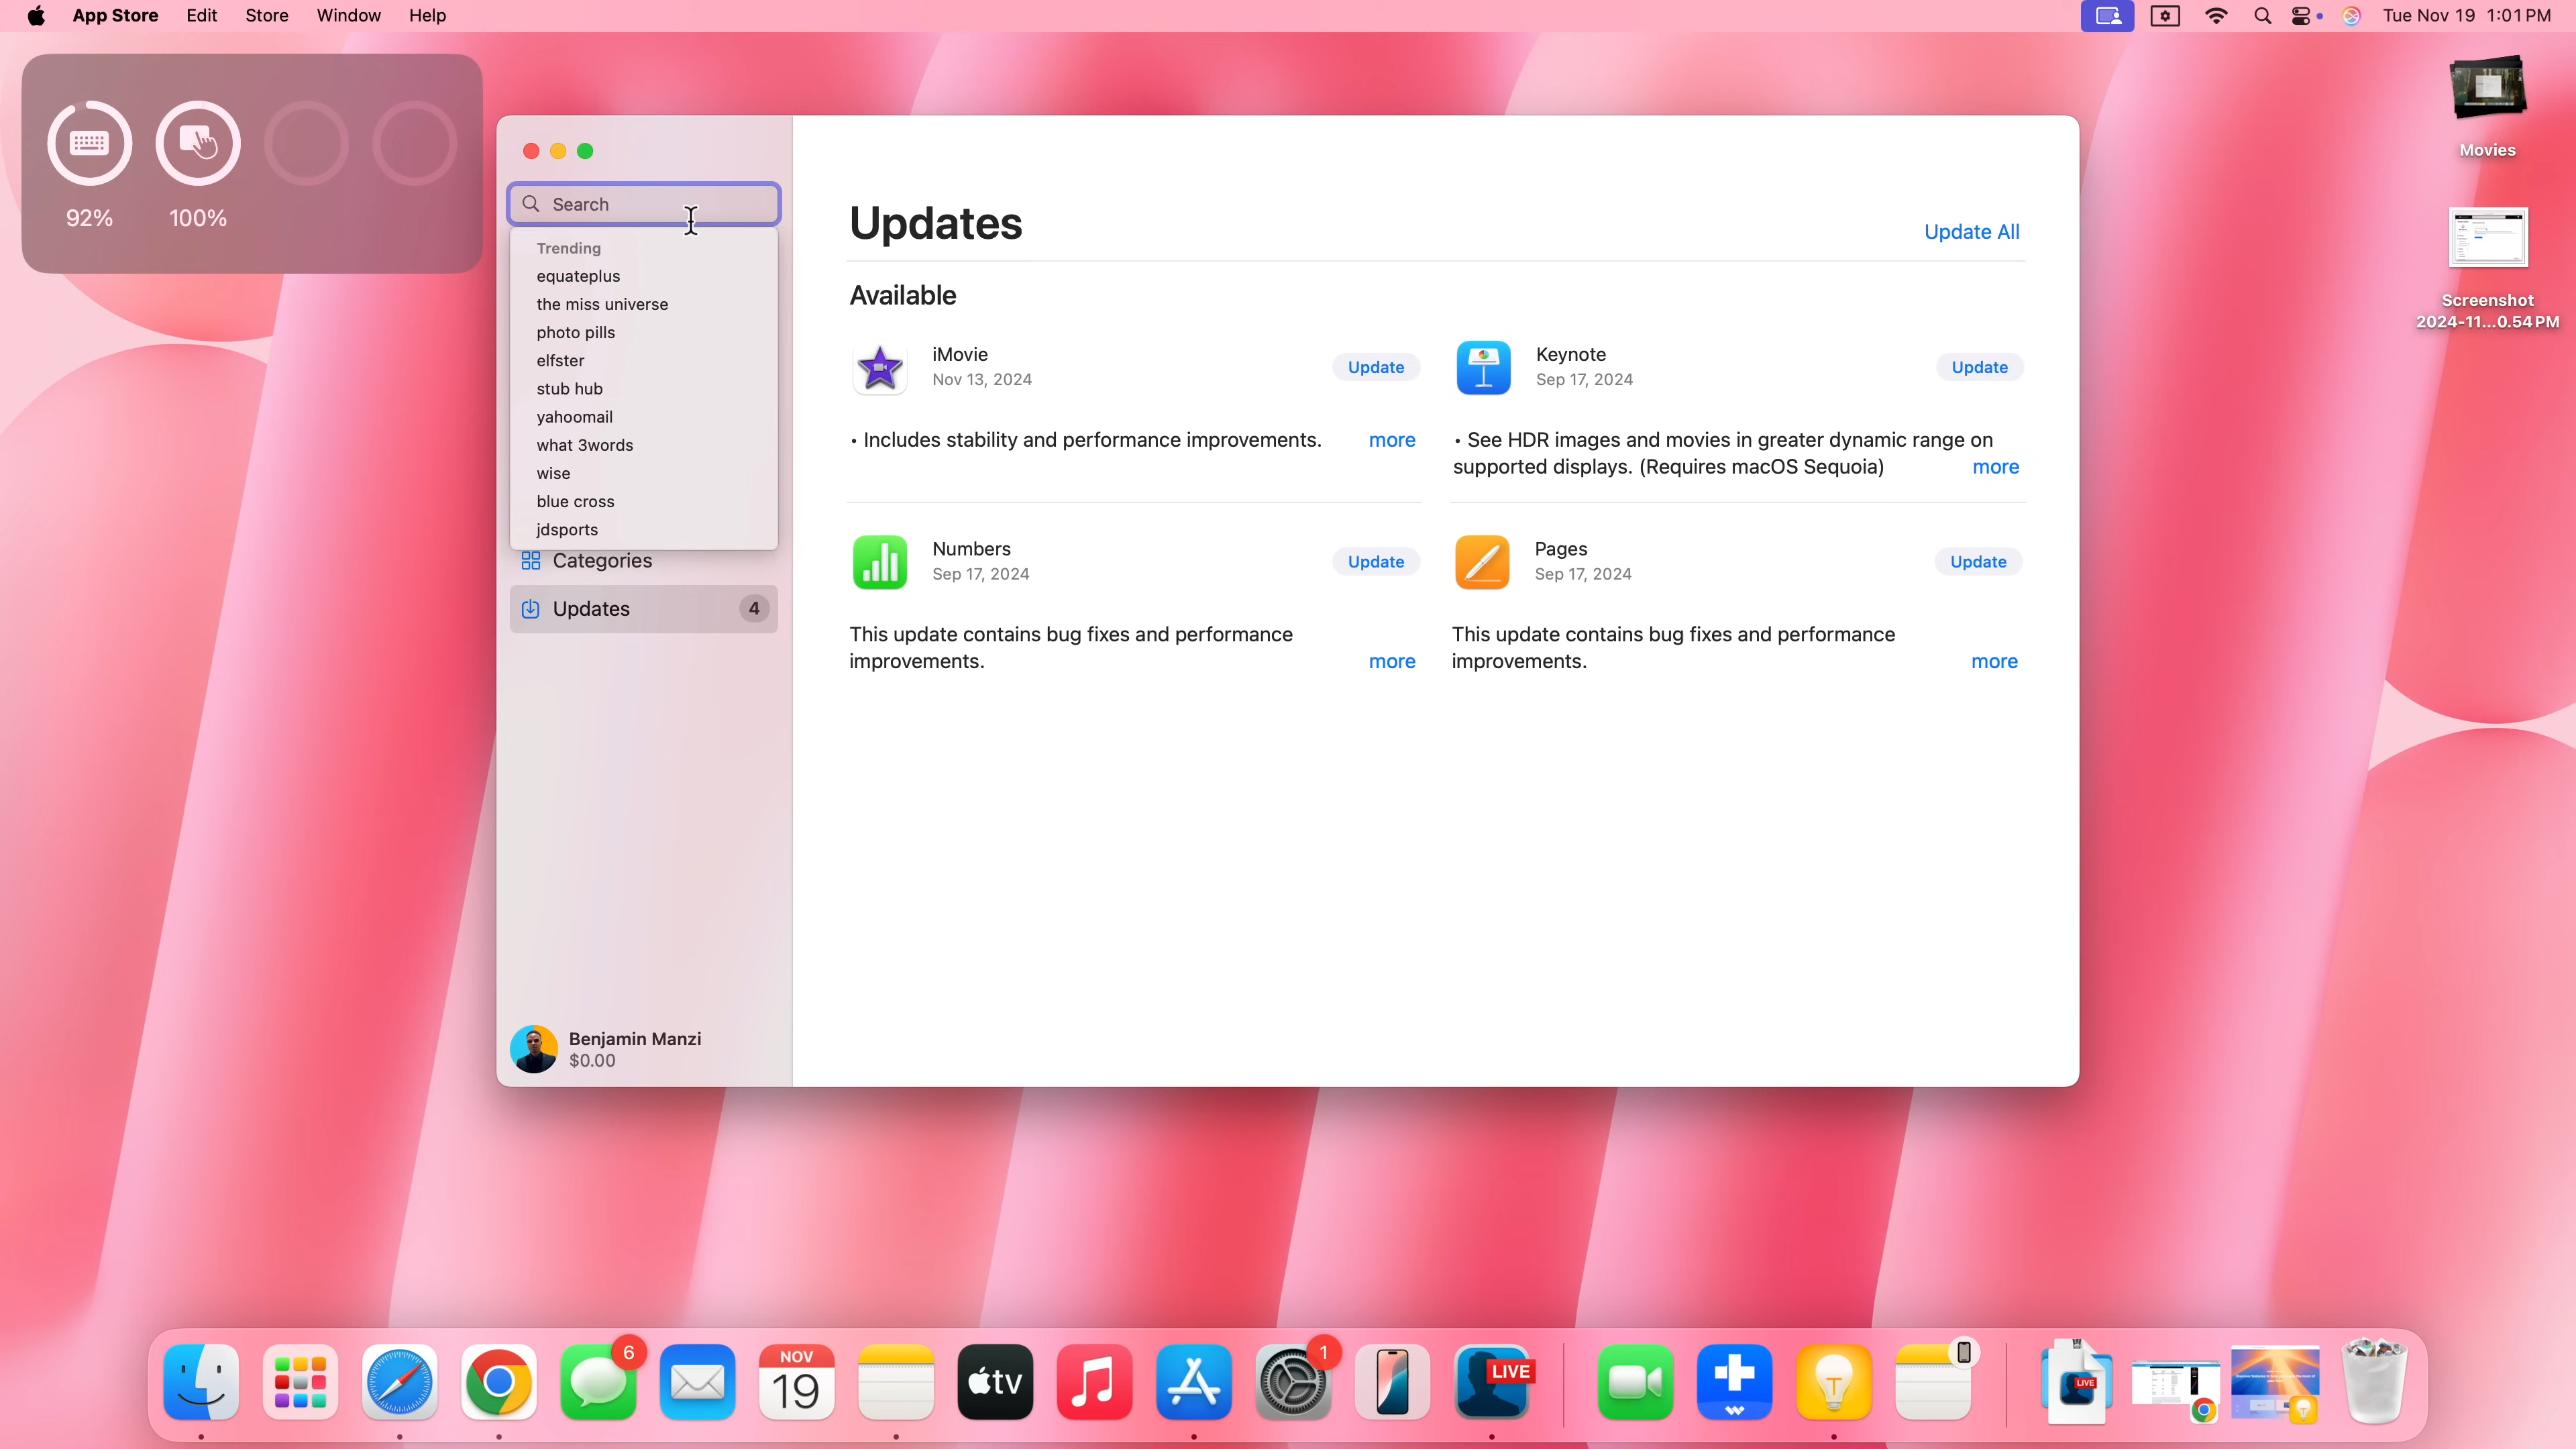 App Store Edit Store Window Help
Tue Nov 19 1:01 PM
92% 100%
Movies
Screenshot
2024-11...0.54 PM
Search
Trending
equateplus
the miss universe
photo pills
elfster
stub hub
yahoomail
what 3words
wise
blue cross
jdsports
Categories
Updates 4
Benjamin Manzi
$0.00
Updates
Update All
Available
iMovie
Nov 13, 2024
Update
• Includes stability and performance improvements. more
Keynote
Sep 17, 2024
Update
• See HDR images and movies in greater dynamic range on
supported displays. (Requires macOS Sequoia) more
Numbers
Sep 17, 2024
Update
This update contains bug fixes and performance
improvements. more
Pages
Sep 17, 2024
Update
This update contains bug fixes and performance
improvements. more
6
NOV
19
tv
1
LIVE
T
LIVE